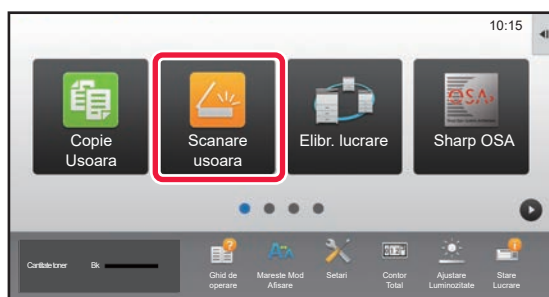 10:15
Copie
Usoara
Scanare
usoara
Elibr. lucrare
OSA
Sharp OSA
Cantitate toner Bk
Ghid de
operare
Mareste Mod
Afisare
Setari
Contor
Total
Ajustare
Luminozitate
Stare
Lucrare